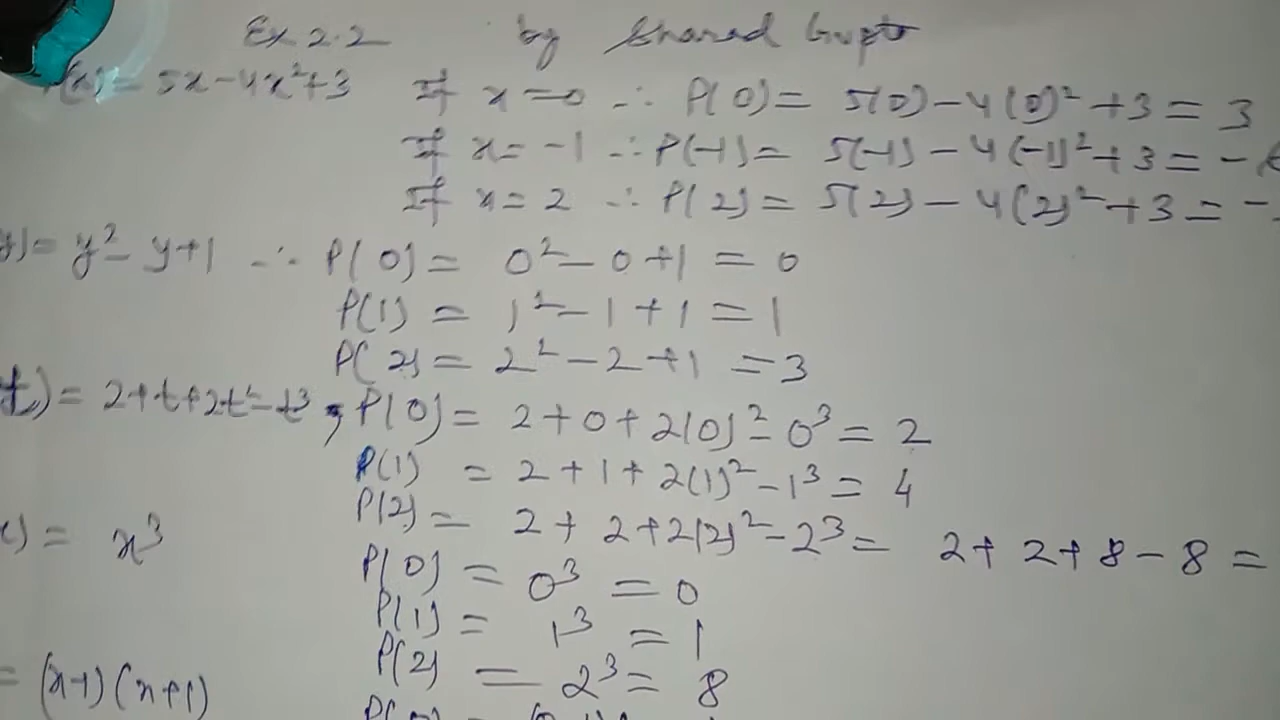 Ex 2.2 by Sharad Gupta
P(x) = 5x - 4x² + 3 If x = 0 ∴ P(0) = 5(0) - 4(0)² + 3 = 3
If x = -1 ∴ P(-1) = 5(-1) - 4(-1)² + 3 = -
If x = 2 ∴ P(2) = 5(2) - 4(2)² + 3 = -
y) = y² - y + 1 ∴ P(0) = 0² - 0 + 1 = 0
P(1) = 1² - 1 + 1 = 1
P(2) = 2² - 2 + 1 = 3
t) = 2 + t + 2t² - t³, P(0) = 2 + 0 + 2(0)² - 0³ = 2
P(1) = 2 + 1 + 2(1)² - 1³ = 4
P(2) = 2 + 2 + 2(2)² - 2³ = 2 + 2 + 8 - 8 =
x) = x³ P(0) = 0³ = 0
P(1) = 1³ = 1
P(2) = 2³ = 8
= (x-1)(x+1)